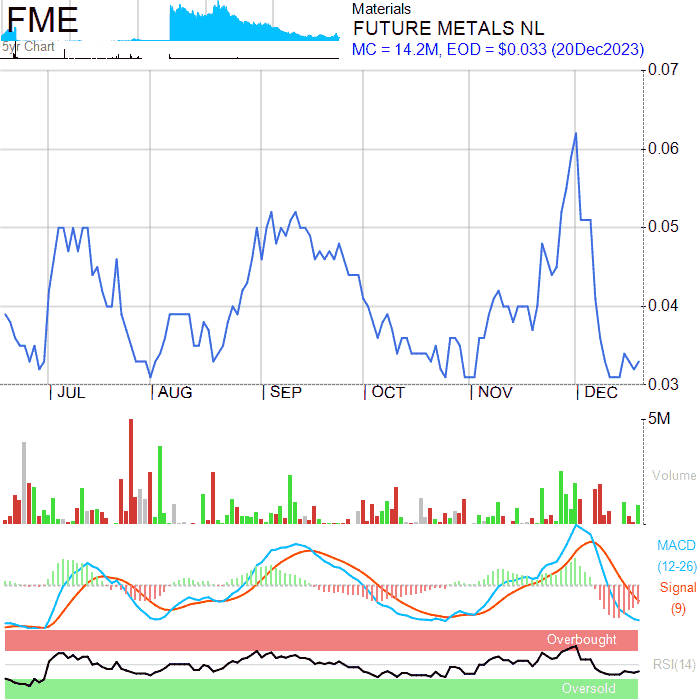 FME
5yr Chart
Materials
FUTURE METALS NL
MC = 14.2M, EOD = $0.033 (20Dec2023)
0.07
0.06
0.05
0.04
0.03
JUL AUG SEP OCT NOV DEC
5M
Volume
MACD
(12-26)
Signal
(9)
Overbought
RSI(14)
Oversold